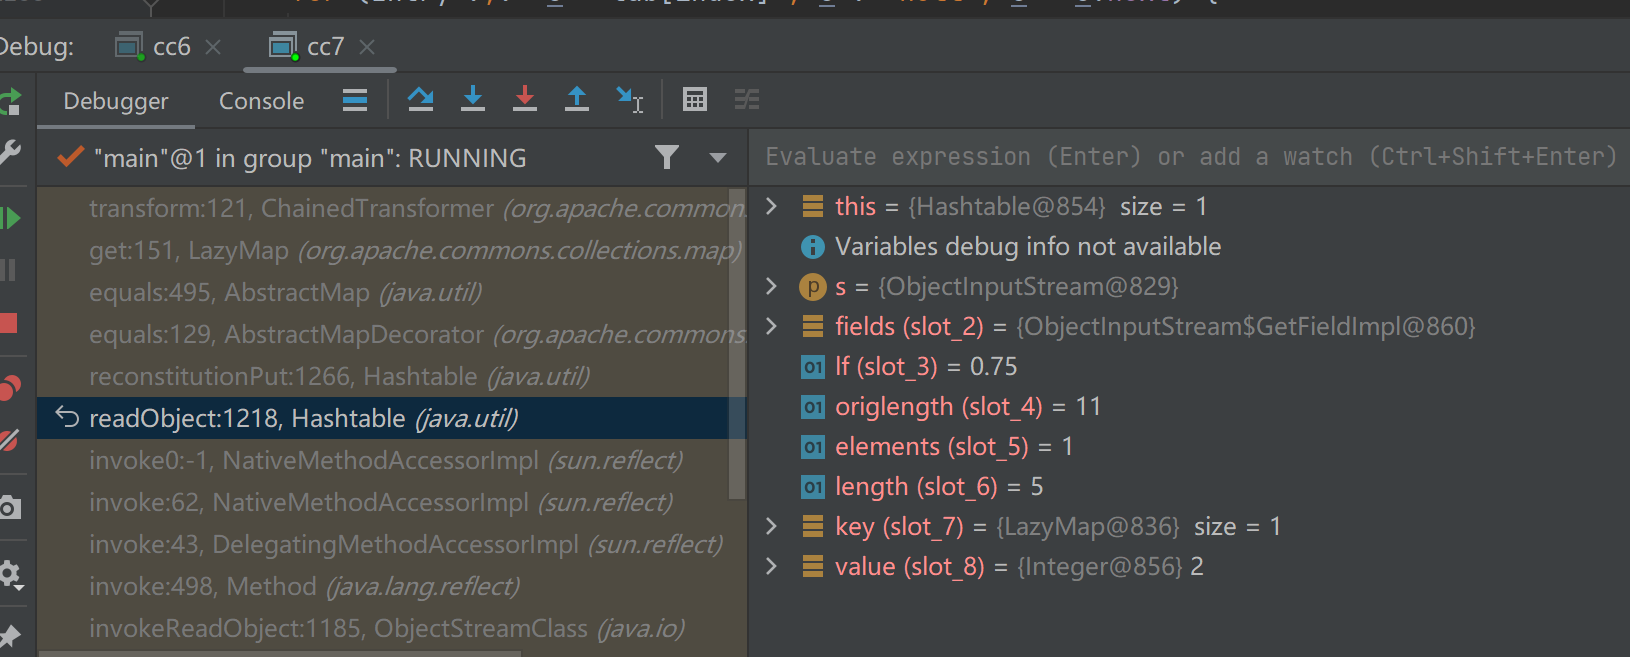 Debug: cc6 cc7
Debugger Console
"main"@1 in group "main": RUNNING
Evaluate expression (Enter) or add a watch (Ctrl+Shift+Enter)
transform:121, ChainedTransformer (org.apache.common
get:151, LazyMap (org.apache.commons.collections.map)
equals:495, AbstractMap (java.util)
equals:129, AbstractMapDecorator (org.apache.commons
reconstitutionPut:1266, Hashtable (java.util)
readObject:1218, Hashtable (java.util)
invoke0:-1, NativeMethodAccessorImpl (sun.reflect)
invoke:62, NativeMethodAccessorImpl (sun.reflect)
invoke:43, DelegatingMethodAccessorImpl (sun.reflect)
invoke:498, Method (java.lang.reflect)
invokeReadObject:1185, ObjectStreamClass (java.io)
this = {Hashtable@854} size = 1
Variables debug info not available
p s = {ObjectInputStream@829}
fields (slot_2) = {ObjectInputStream$GetFieldImpl@860}
01 lf (slot_3) = 0.75
01 origlength (slot_4) = 11
01 elements (slot_5) = 1
01 length (slot_6) = 5
key (slot_7) = {LazyMap@836} size = 1
value (slot_8) = {Integer@856} 2